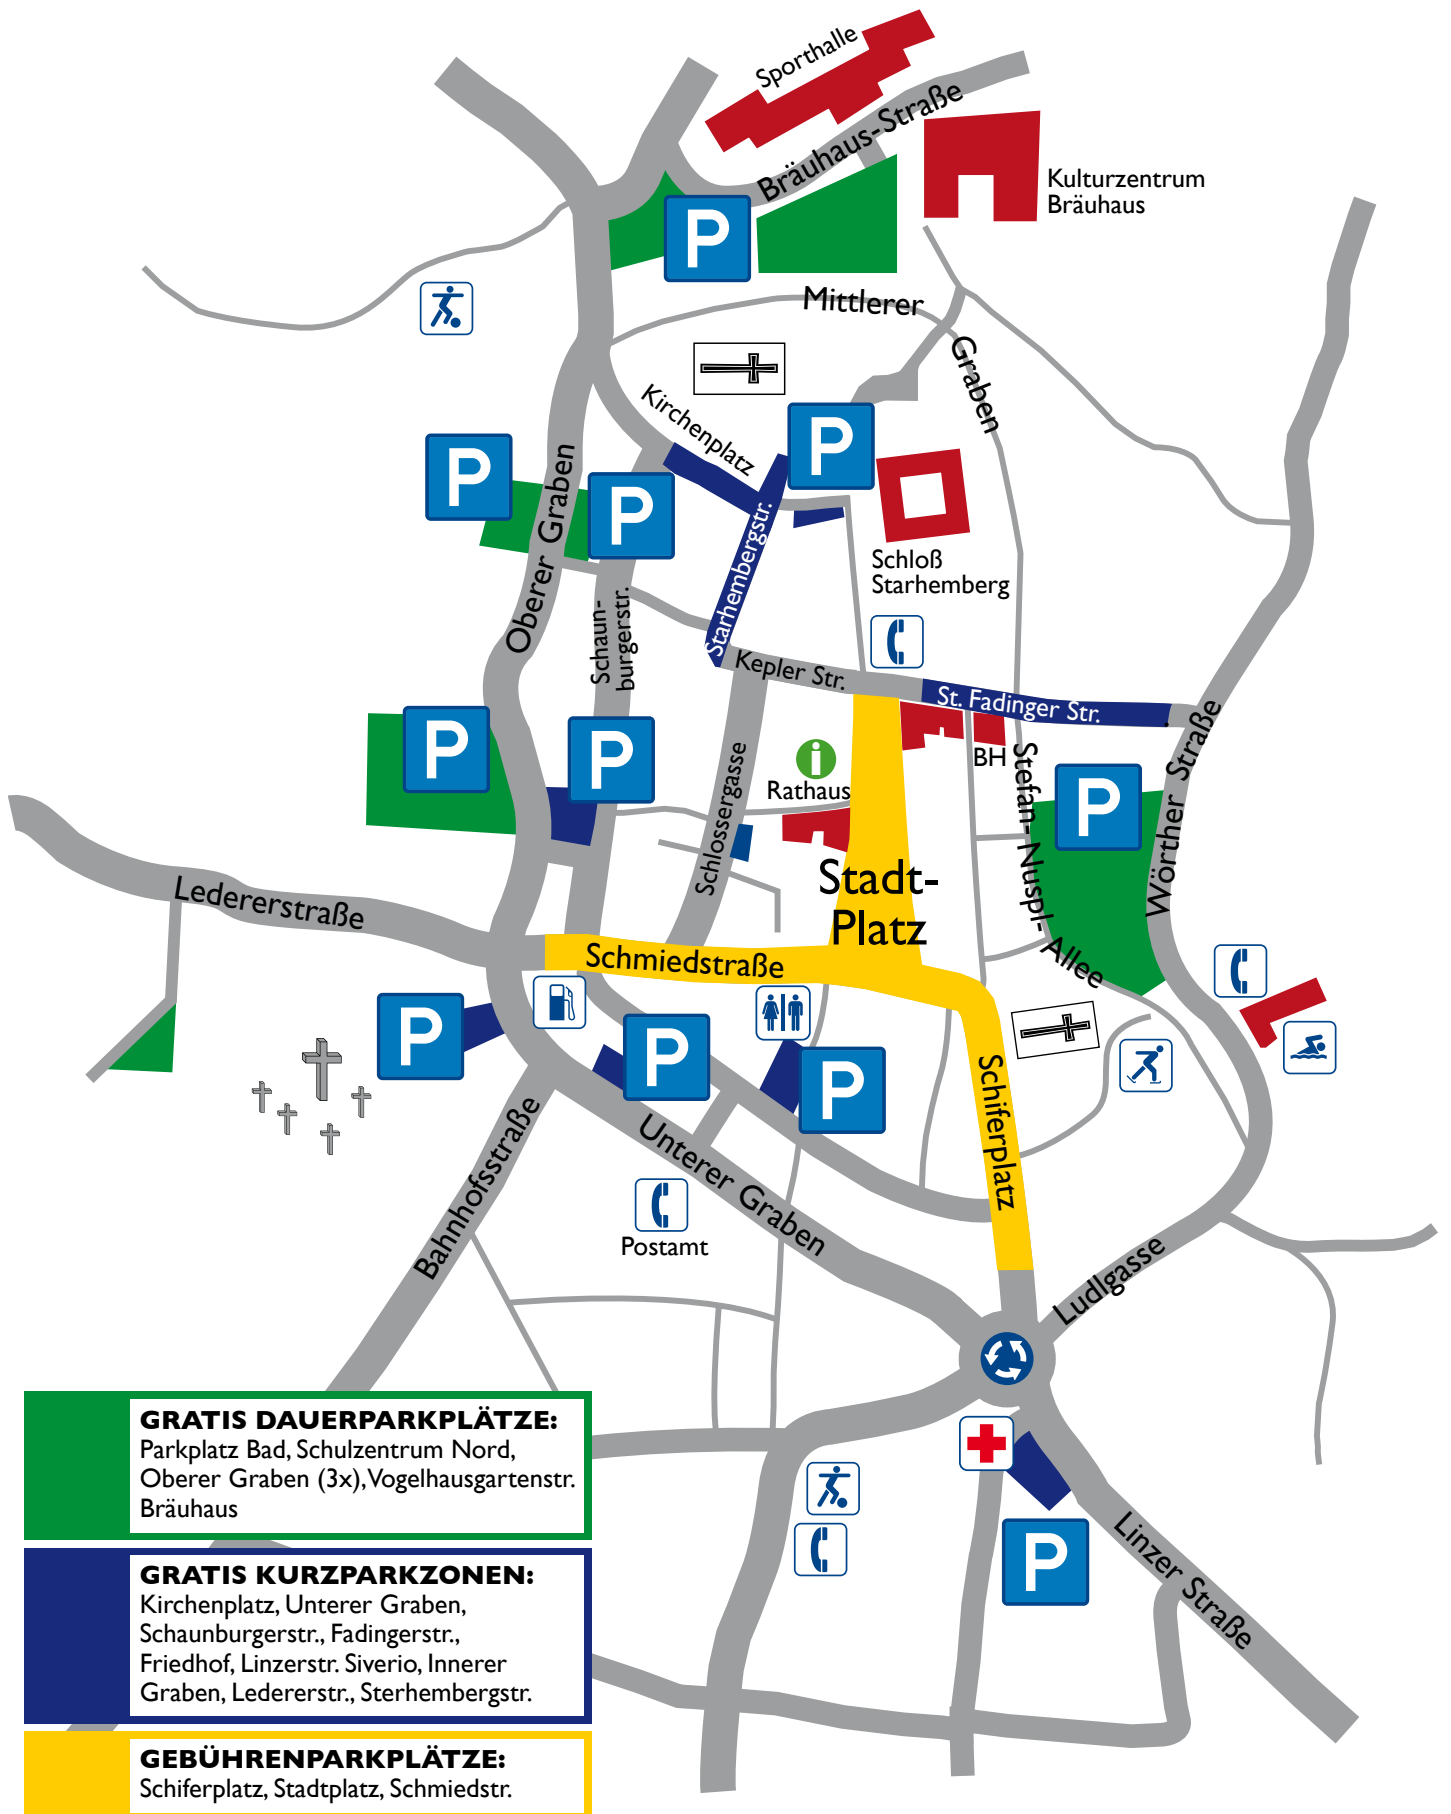 Sporthalle
Bräuhaus-Straße
Kulturzentrum
Bräuhaus
P
Mittlerer
Graben
Kirchenplatz
P
P
P
Oberer Graben
Starhembergstr.
Schloß
Starhemberg
Schaun-
burgerstr.
Kepler Str.
St. Fadinger Str.
BH
Stefan- Nuspl- Allee
Wörther Straße
P
P
P
i
Rathaus
Schlossergasse
Stadt-
Platz
Ledererstraße
Schmiedstraße
P
P
P
Schiferplatz
Bahnhofsstraße
Unterer Graben
Postamt
Ludlgasse
P
Linzer Straße
GRATIS DAUERPARKPLÄTZE:
Parkplatz Bad, Schulzentrum Nord,
Oberer Graben (3x), Vogelhausgartenstr.
Bräuhaus
GRATIS KURZPARKZONEN:
Kirchenplatz, Unterer Graben,
Schaunburgerstr., Fadingerstr.,
Friedhof, Linzerstr. Siverio, Innerer
Graben, Ledererstr., Sterhembergstr.
GEBÜHRENPARKPLÄTZE:
Schiferplatz, Stadtplatz, Schmiedstr.